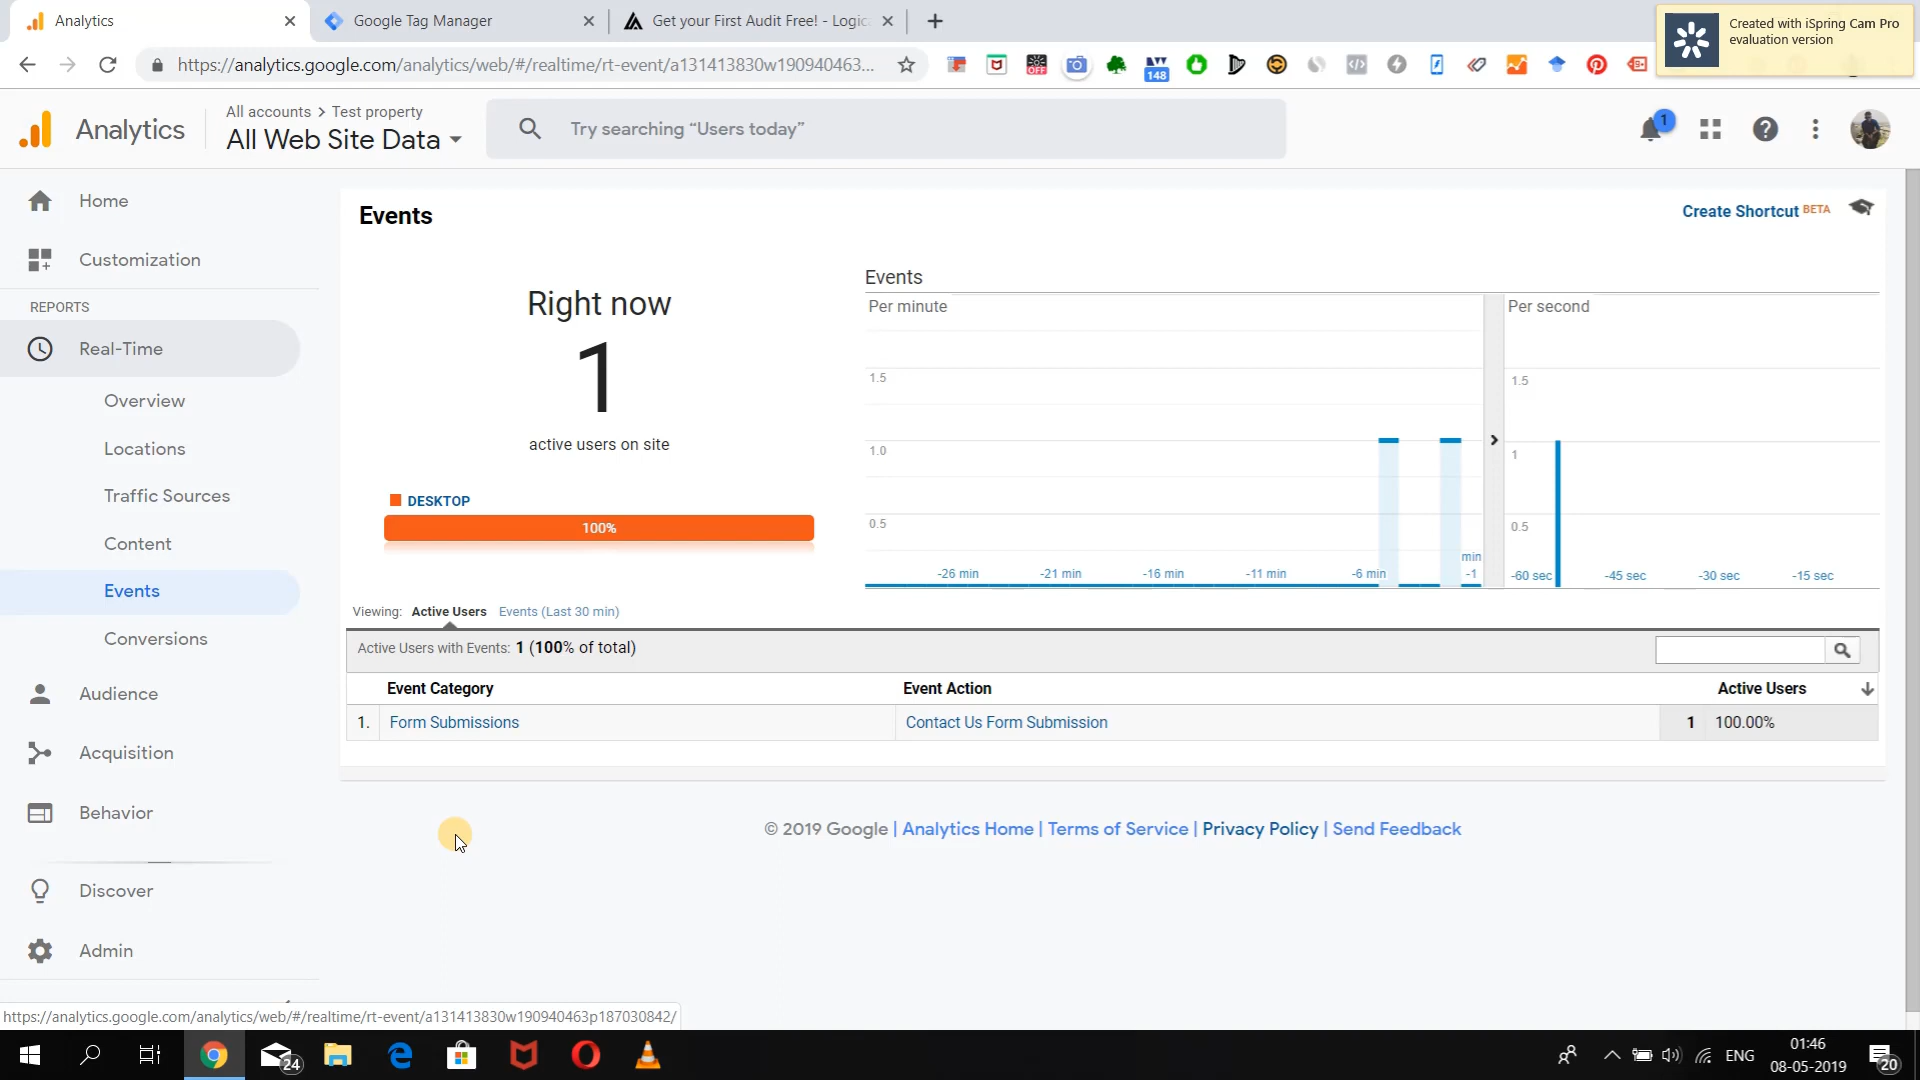 Analytics
Google Tag Manager
Get your First Audit Free! - Logic
Created with iSpring Cam Pro
evaluation version
https://analytics.google.com/analytics/web/#/realtime/rt-event/a131413830w190940463...
OFF
148
Analytics
All accounts > Test property
All Web Site Data
Try searching “Users today”
1
Home
Customization
REPORTS
Real-Time
Overview
Locations
Traffic Sources
Content
Events
Conversions
Audience
Acquisition
Behavior
Discover
Admin
Events
Create Shortcut BETA
Right now
1
active users on site
DESKTOP
100%
Events
Per minute
Per second
1.5
1.0
0.5
-26 min
-21 min
-16 min
-11 min
-6 min
min
-1
1.5
1
0.5
-60 sec
-45 sec
-30 sec
-15 sec
Viewing: Active Users Events (Last 30 min)
Active Users with Events: 1 (100% of total)
Event Category Event Action Active Users
1. Form Submissions Contact Us Form Submission 1 100.00%
© 2019 Google | Analytics Home | Terms of Service | Privacy Policy | Send Feedback
https://analytics.google.com/analytics/web/#/realtime/rt-event/a131413830w190940463p187030842/
24
ENG
01:46
08-05-2019
20